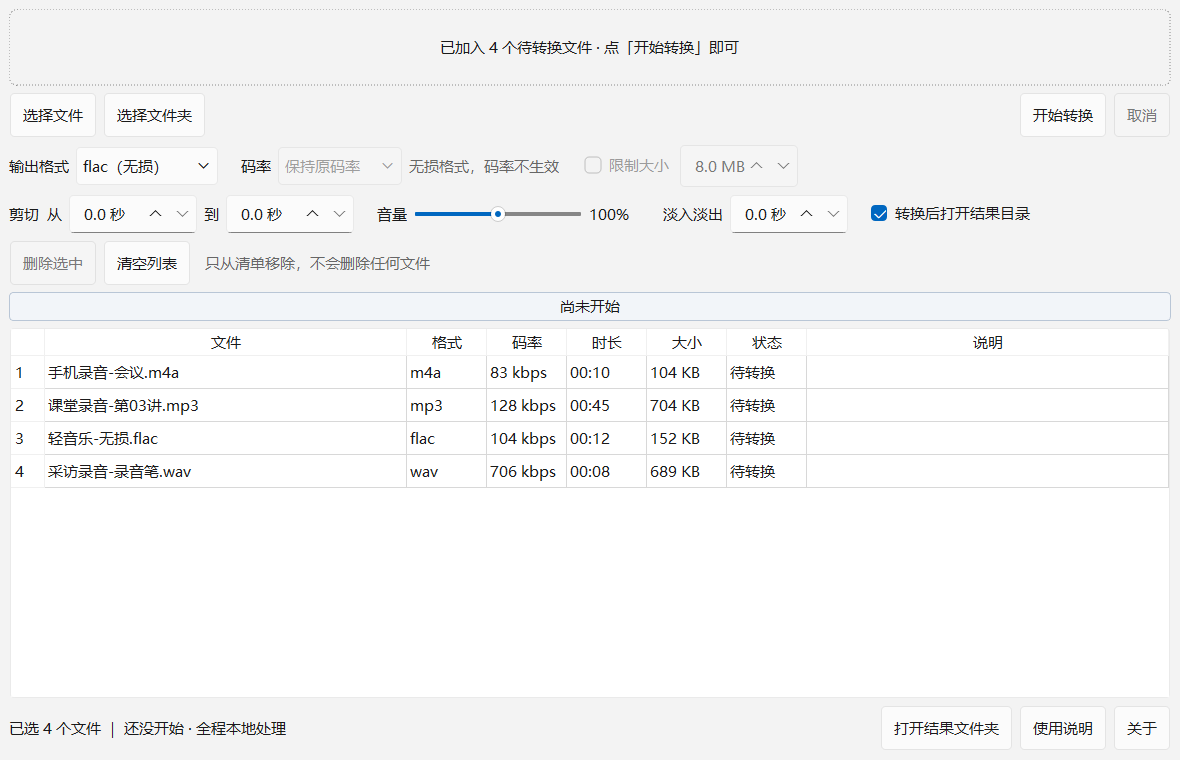 已加入 4 个待转换文件 · 点「开始转换」即可
选择文件 选择文件夹 开始转换 取消
输出格式 flac（无损） 码率 保持原码率 无损格式，码率不生效 限制大小 8.0 MB
剪切 从 0.0 秒 到 0.0 秒 音量 100% 淡入淡出 0.0 秒 转换后打开结果目录
删除选中 清空列表 只从清单移除，不会删除任何文件
尚未开始
文件 格式 码率 时长 大小 状态 说明
1 手机录音-会议.m4a m4a 83 kbps 00:10 104 KB 待转换
2 课堂录音-第03讲.mp3 mp3 128 kbps 00:45 704 KB 待转换
3 轻音乐-无损.flac flac 104 kbps 00:12 152 KB 待转换
4 采访录音-录音笔.wav wav 706 kbps 00:08 689 KB 待转换
已选 4 个文件 | 还没开始 · 全程本地处理 打开结果文件夹 使用说明 关于